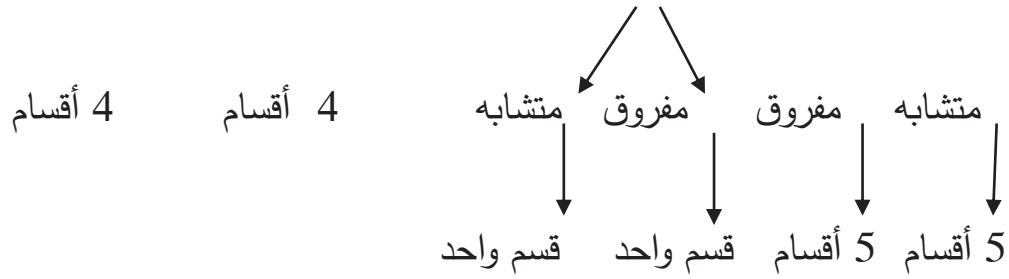 متشابه مفروق مفروق متشابه 4 أقسام 4 أقسام
5 أقسام 5 أقسام قسم واحد قسم واحد